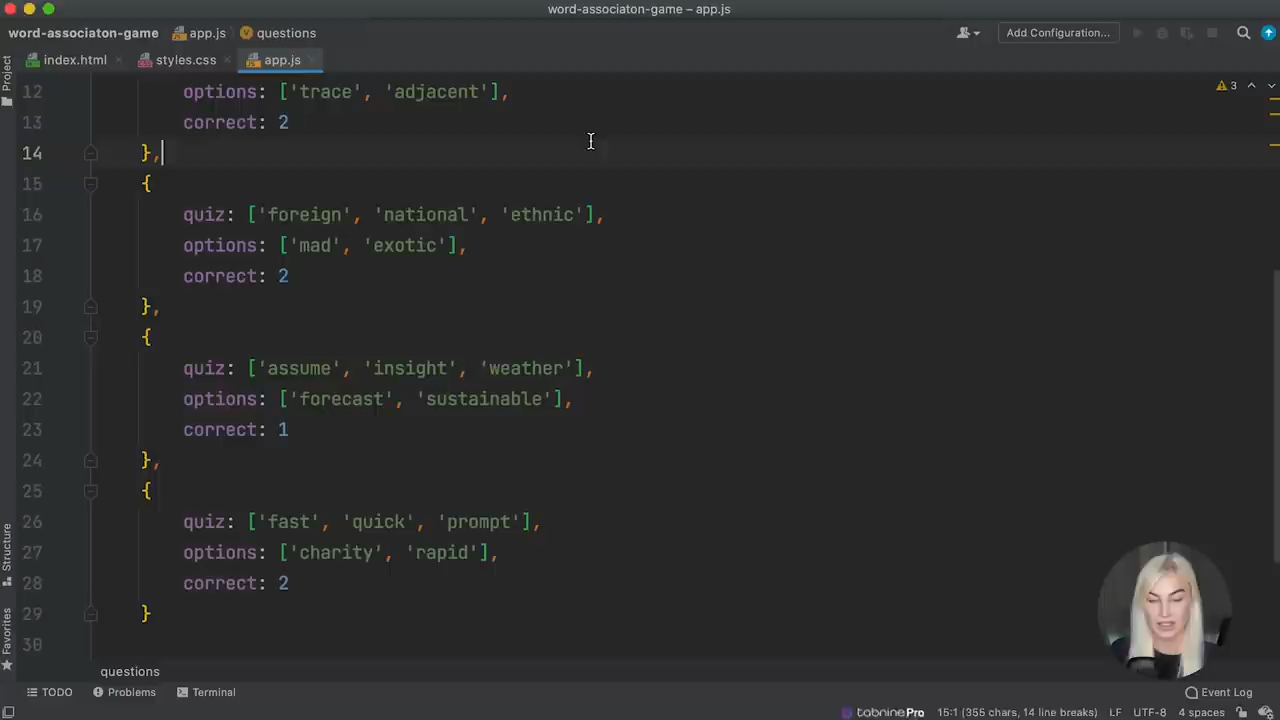 word-associaton-game – app.js
word-associaton-game app.js questions Add Configuration...
index.html styles.css app.js
Project
12 options: ['trace', 'adjacent'],
3
13 correct: 2
14 },
15 {
16 quiz: ['foreign', 'national', 'ethnic'],
17 options: ['mad', 'exotic'],
18 correct: 2
19 },
20 {
21 quiz: ['assume', 'insight', 'weather'],
22 options: ['forecast', 'sustainable'],
23 correct: 1
24 },
25 {
26 quiz: ['fast', 'quick', 'prompt'],
27 options: ['charity', 'rapid'],
28 correct: 2
29 }
30
Structure
Favorites
questions
TODO Problems Terminal Event Log
tabninePro 15:1 (355 chars, 14 line breaks) LF UTF-8 4 spaces